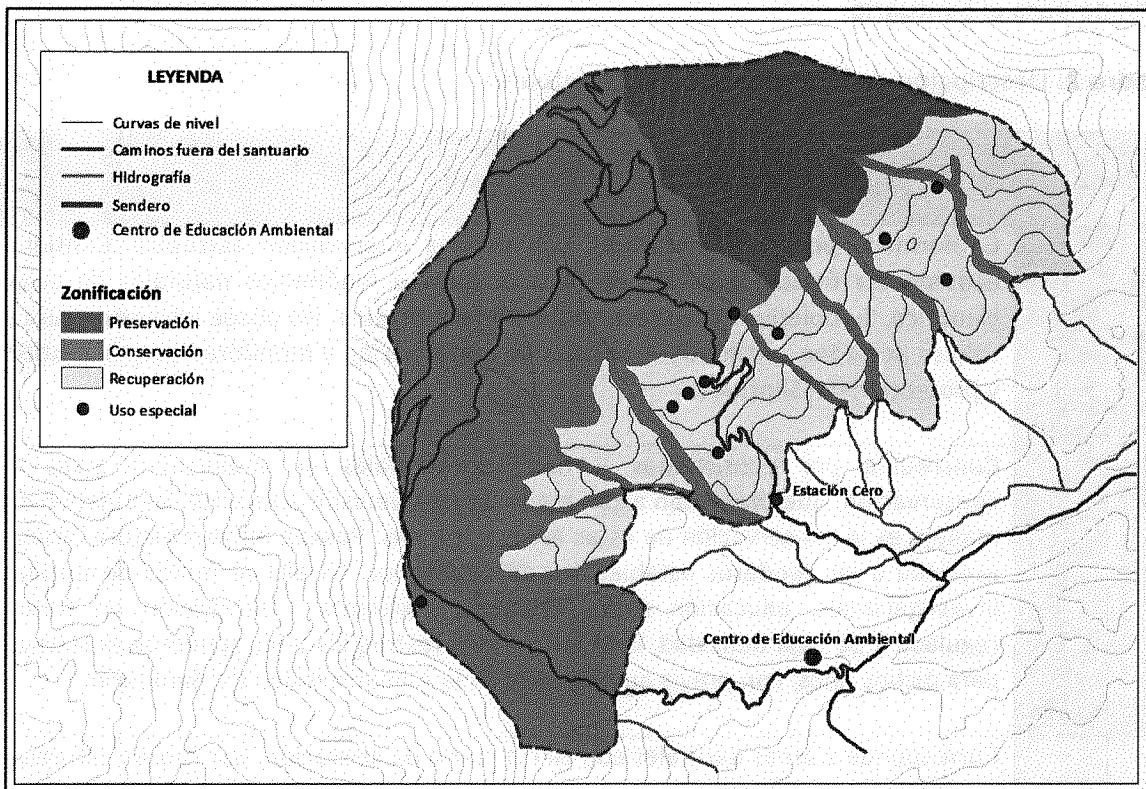 LEYENDA
Curvas de nivel
Caminos fuera del santuario
Hidrografía
Sendero
Centro de Educación Ambiental
Zonificación
Preservación
Conservación
Recuperación
Uso especial
Estación Cero
Centro de Educación Ambiental